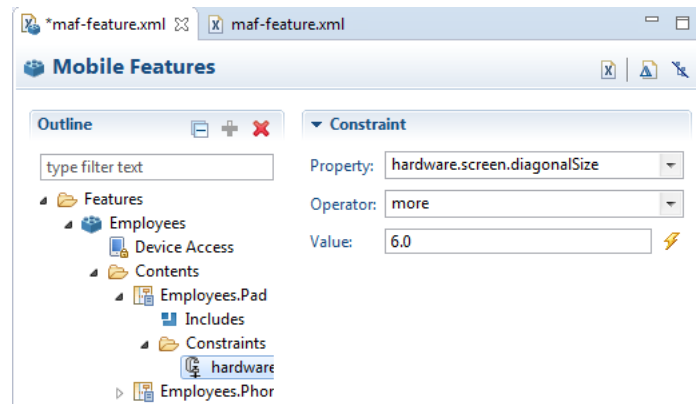 *maf-feature.xml maf-feature.xml
Mobile Features
Outline
type filter text
Features
Employees
Device Access
Contents
Employees.Pad
Includes
Constraints
hardware
Employees.Phor
Constraint
Property: hardware.screen.diagonalSize
Operator: more
Value: 6.0